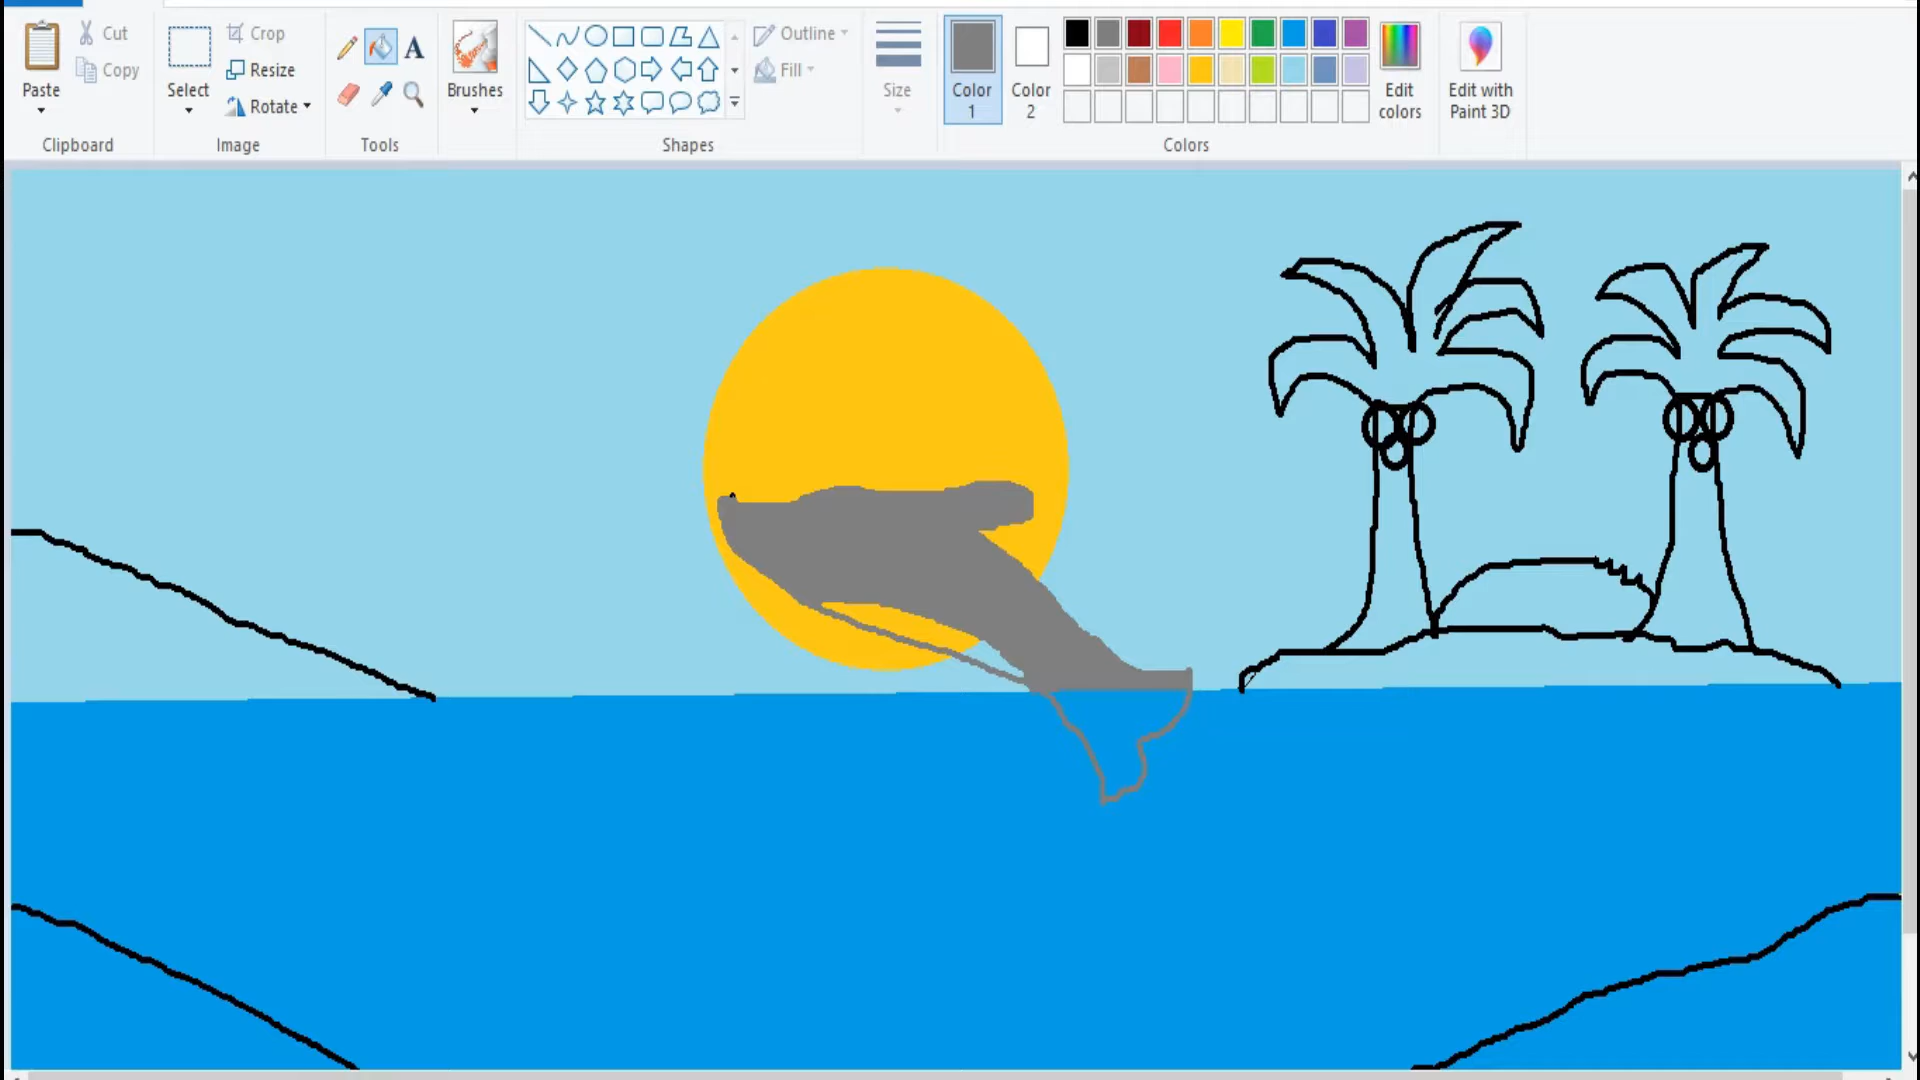 Paste
Cut
Copy
Clipboard
Select
Crop
Resize
Rotate
Image
A
Tools
Brushes
Outline
Fill
Shapes
Size
Color
1
Color
2
Colors
Edit
colors
Edit with
Paint 3D